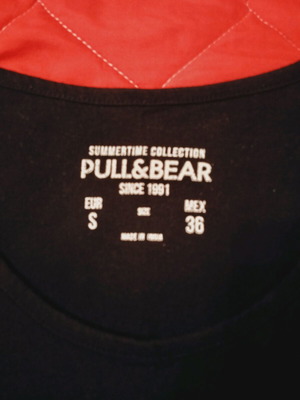 SUMMERTIME COLLECTION
PULL&BEAR
SINCE 1991
EUR SIZE MEX
S 36
MADE IN INDIA